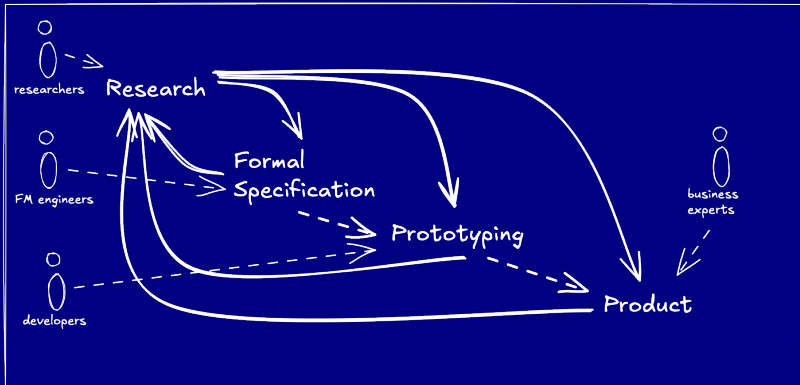 researchers
Research
Formal
Specification
FM engineers
business
experts
Prototyping
Product
developers